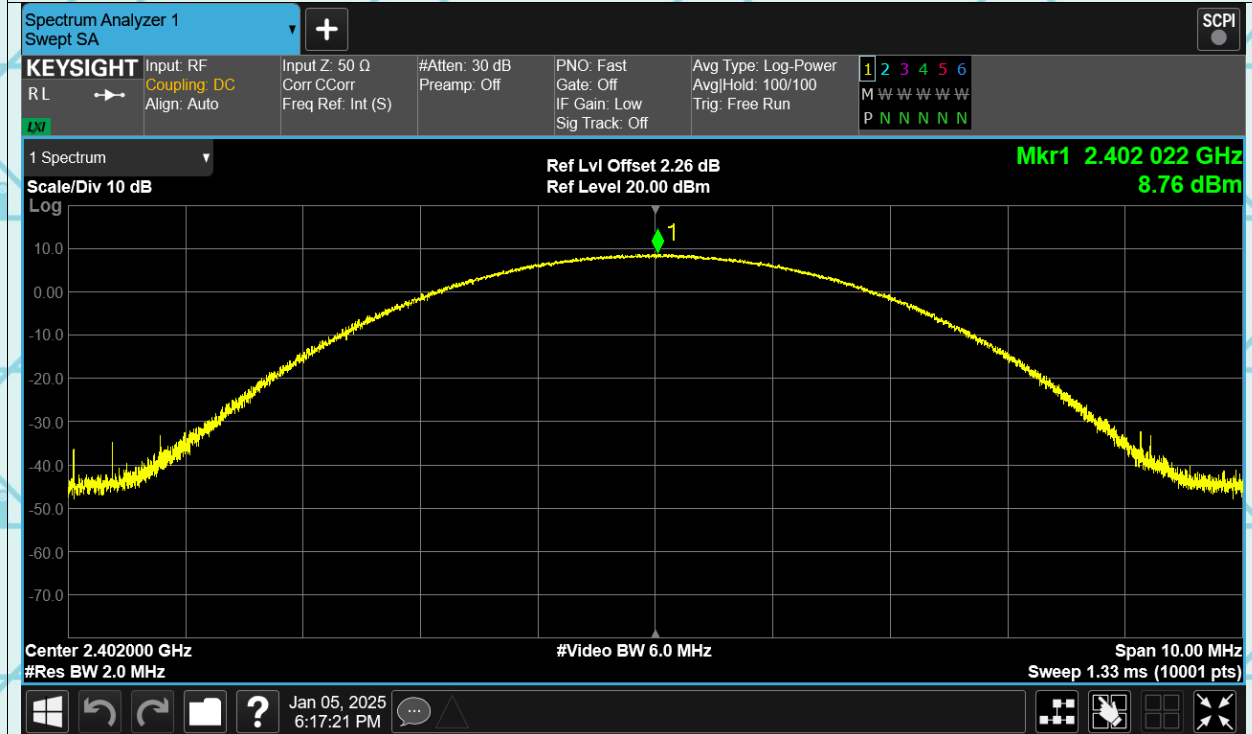 Spectrum Analyzer 1
Swept SA
+
SCPI
KEYSIGHT
R L
LXI
Input: RF
Coupling: DC
Align: Auto
Input Z: 50 Ω
Corr CCorr
Freq Ref: Int (S)
#Atten: 30 dB
Preamp: Off
PNO: Fast
Gate: Off
IF Gain: Low
Sig Track: Off
Avg Type: Log-Power
Avg|Hold: 100/100
Trig: Free Run
1 2 3 4 5 6
M W W W W W
P N N N N N
1 Spectrum
Scale/Div 10 dB
Ref Lvl Offset 2.26 dB
Ref Level 20.00 dBm
Mkr1 2.402 022 GHz
8.76 dBm
Log
1
10.0
0.00
-10.0
-20.0
-30.0
-40.0
-50.0
-60.0
-70.0
Center 2.402000 GHz
#Video BW 6.0 MHz
Span 10.00 MHz
#Res BW 2.0 MHz
Sweep 1.33 ms (10001 pts)
?
Jan 05, 2025
6:17:21 PM